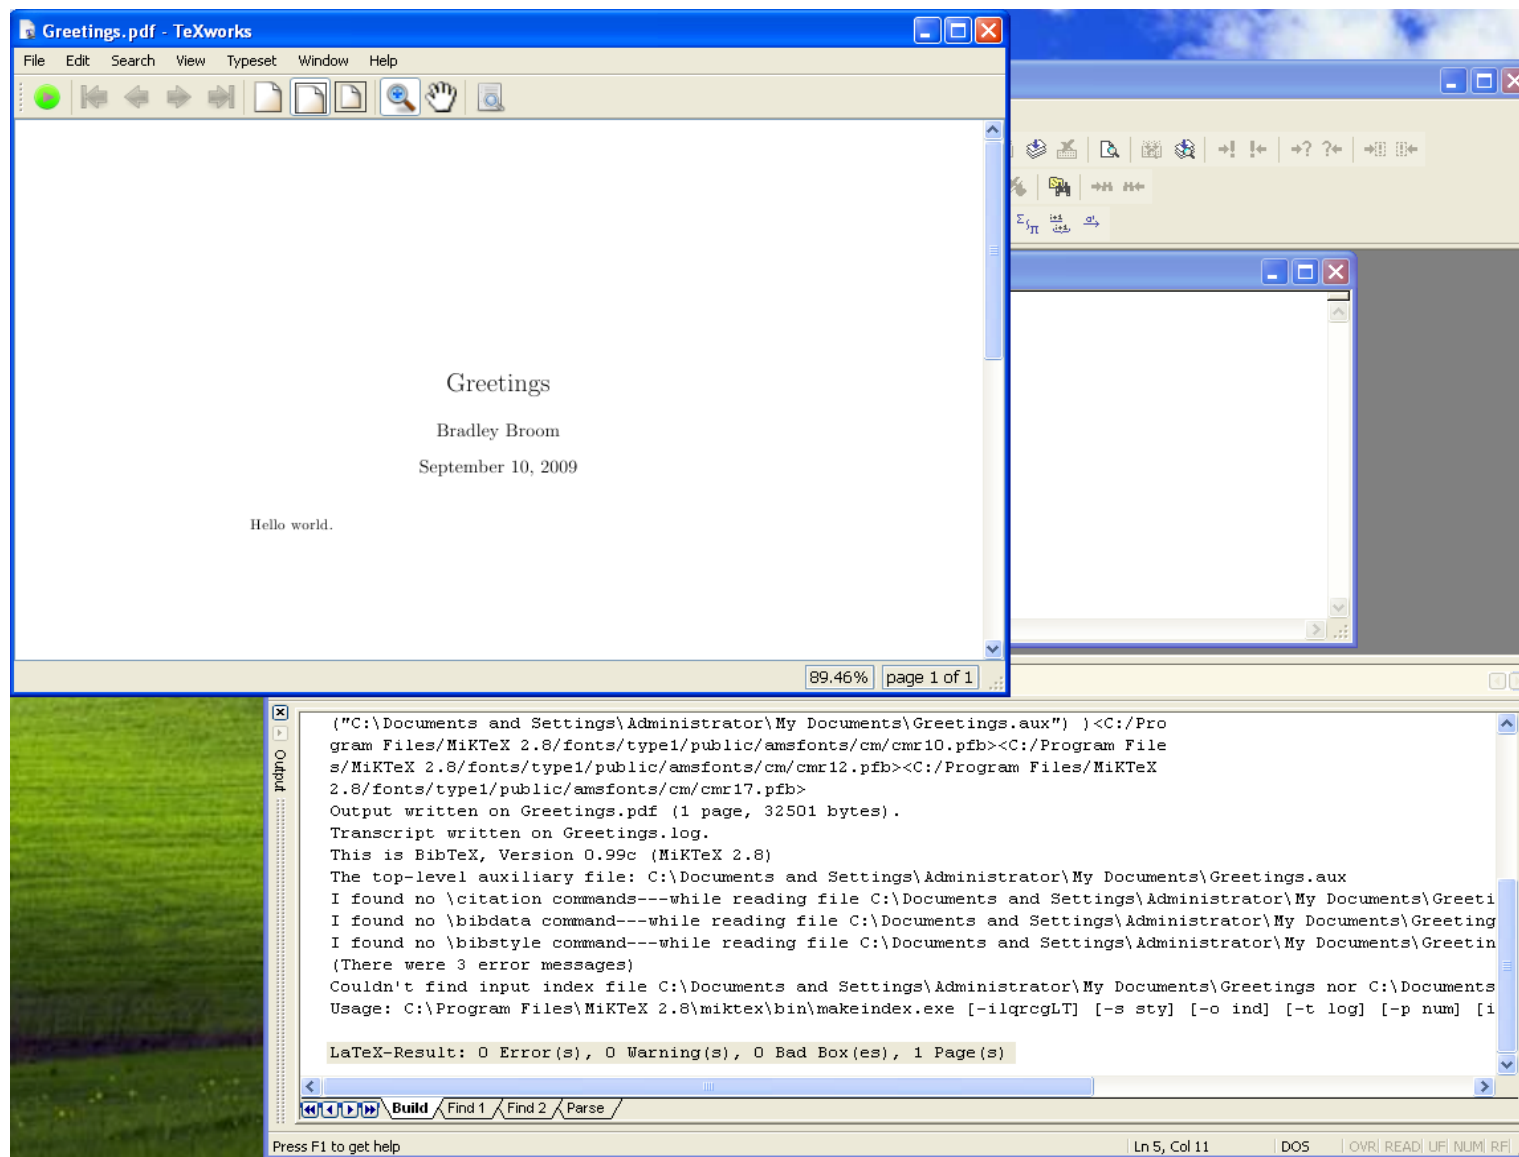 Greetings.pdf - TeXworks
File Edit Search View Typeset Window Help
Greetings
Bradley Broom
September 10, 2009
Hello world.
89.46% page 1 of 1
Output
("C:\Documents and Settings\Administrator\My Documents\Greetings.aux") )<C:/Pro
gram Files/MiKTeX 2.8/fonts/type1/public/amsfonts/cm/cmr10.pfb><C:/Program File
s/MiKTeX 2.8/fonts/type1/public/amsfonts/cm/cmr12.pfb><C:/Program Files/MiKTeX
2.8/fonts/type1/public/amsfonts/cm/cmr17.pfb>
Output written on Greetings.pdf (1 page, 32501 bytes).
Transcript written on Greetings.log.
This is BibTeX, Version 0.99c (MiKTeX 2.8)
The top-level auxiliary file: C:\Documents and Settings\Administrator\My Documents\Greetings.aux
I found no \citation commands---while reading file C:\Documents and Settings\Administrator\My Documents\Greeti
I found no \bibdata command---while reading file C:\Documents and Settings\Administrator\My Documents\Greeting
I found no \bibstyle command---while reading file C:\Documents and Settings\Administrator\My Documents\Greetin
(There were 3 error messages)
Couldn't find input index file C:\Documents and Settings\Administrator\My Documents\Greetings nor C:\Documents
Usage: C:\Program Files\MiKTeX 2.8\miktex\bin\makeindex.exe [-ilqrcgLT] [-s sty] [-o ind] [-t log] [-p num] [i
LaTeX-Result: 0 Error(s), 0 Warning(s), 0 Bad Box(es), 1 Page(s)
Build Find 1 Find 2 Parse
Press F1 to get help Ln 5, Col 11 DOS OVR READ UF NUM RF